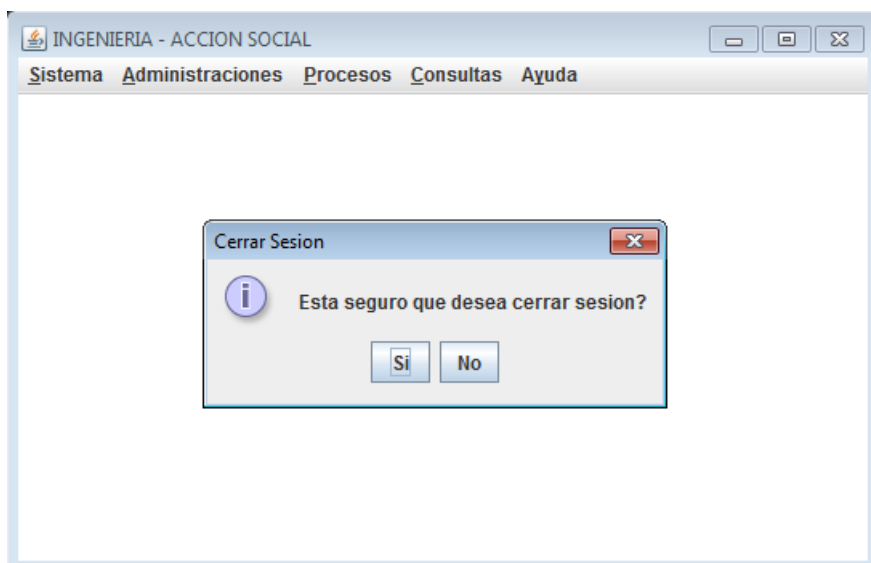 INGENIERIA - ACCION SOCIAL
Sistema Administraciones Procesos Consultas Ayuda
Cerrar Sesion
Esta seguro que desea cerrar sesion?
Si No